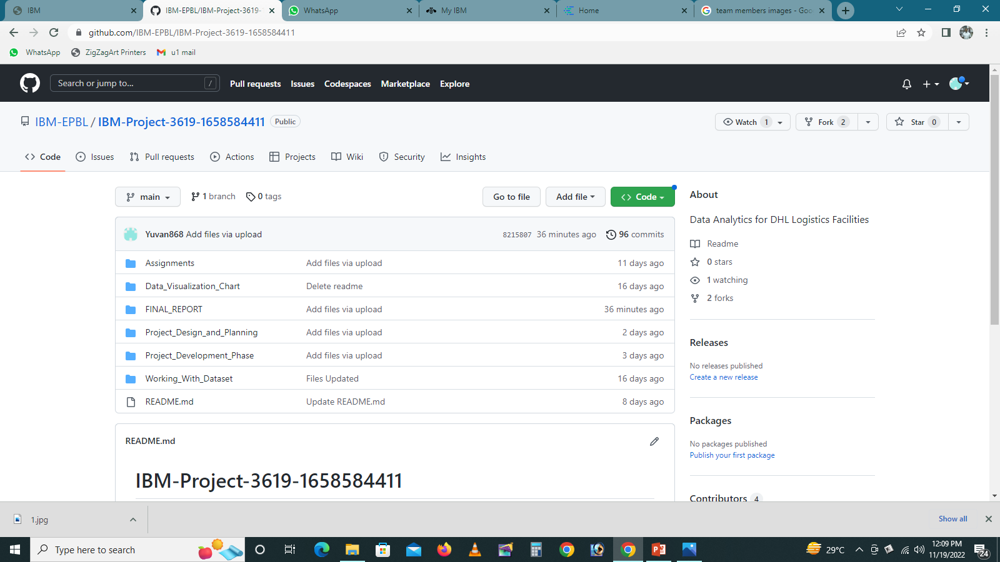 IBM
IBM-EPBL/IBM-Project-3619-
WhatsApp
My IBM
Home
team members images - Goo
github.com/IBM-EPBL/IBM-Project-3619-1658584411
WhatsApp
ZigZagArt Printers
u1 mail
Search or jump to...
/
Pull requests
Issues
Codespaces
Marketplace
Explore
IBM-EPBL / IBM-Project-3619-1658584411
Public
Watch 1
Fork 2
Star 0
Code
Issues
Pull requests
Actions
Projects
Wiki
Security
Insights
main
1 branch
0 tags
Go to file
Add file
Code
Yuvan868 Add files via upload
8215807 36 minutes ago
96 commits
Assignments Add files via upload 11 days ago
Data_Visualization_Chart Delete readme 16 days ago
FINAL_REPORT Add files via upload 36 minutes ago
Project_Design_and_Planning Add files via upload 2 days ago
Project_Development_Phase Add files via upload 3 days ago
Working_With_Dataset Files Updated 16 days ago
README.md Update README.md 8 days ago
README.md
IBM-Project-3619-1658584411
About
Data Analytics for DHL Logistics Facilities
Readme
0 stars
1 watching
2 forks
Releases
No releases published
Create a new release
Packages
No packages published
Publish your first package
Contributors 4
1.jpg
Show all
Type here to search
29°C
12:09 PM
11/19/2022
24